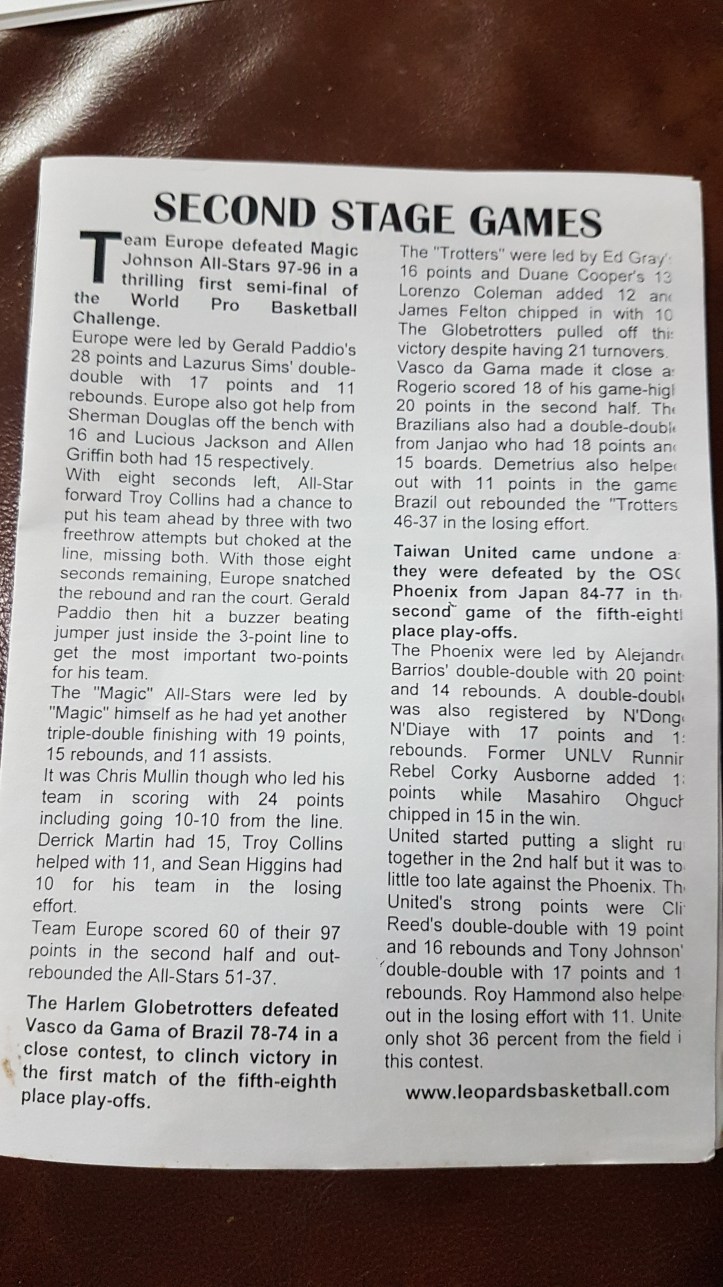 SECOND STAGE GAMES
Team Europe defeated Magic
Johnson All-Stars 97-96 in a
thrilling first semi-final of
the World Pro Basketball
Challenge.
Europe were led by Gerald Paddio's
28 points and Lazurus Sims' double-
double with 17 points and 11
rebounds. Europe also got help from
Sherman Douglas off the bench with
16 and Lucious Jackson and Allen
Griffin both had 15 respectively.
With eight seconds left, All-Star
forward Troy Collins had a chance to
put his team ahead by three with two
freethrow attempts but choked at the
line, missing both. With those eight
seconds remaining, Europe snatched
the rebound and ran the court. Gerald
Paddio then hit a buzzer beating
jumper just inside the 3-point line to
get the most important two-points
for his team.
The "Magic" All-Stars were led by
"Magic" himself as he had yet another
triple-double finishing with 19 points,
15 rebounds, and 11 assists.
It was Chris Mullin though who led his
team in scoring with 24 points
including going 10-10 from the line.
Derrick Martin had 15, Troy Collins
helped with 11, and Sean Higgins had
10 for his team in the losing
effort.
Team Europe scored 60 of their 97
points in the second half and out-
rebounded the All-Stars 51-37.
The Harlem Globetrotters defeated
Vasco da Gama of Brazil 78-74 in a
close contest, to clinch victory in
the first match of the fifth-eighth
place play-offs.
The "Trotters" were led by Ed Gray'
16 points and Duane Cooper's 13
Lorenzo Coleman added 12
James Felton chipped in with 10
The Globetrotters pulled off
victory despite having 21 turnovers.
Vasco da Gama made it close
Rogerio scored 18 of his
20 points in the second half.
Brazilians also had a
from Janjao who had 18 points
15 boards. Demetrius also
out with 11 points in the game
Brazil out rebounded the "Trotters
46-37 in the losing effort.
Taiwan United came undone
they were defeated by the
Phoenix from Japan 84-77 in
second game of the
place play-offs.
The Phoenix were led by
Barrios' double-double with 20 point
and 14 rebounds. A
was also registered by
N'Diaye with 17 points and
rebounds. Former UNLV
Rebel Corky Ausborne added
points while Masahiro
chipped in 15 in the win.
United started putting a slight
together in the 2nd half but it was
little too late against the Phoenix.
United's strong points were
Reed's double-double with 19 point
and 16 rebounds and Tony Johnson'
double-double with 17 points and
rebounds. Roy Hammond also helpe
out in the losing effort with 11. Unite
only shot 36 percent from the field
this contest.
www.leopardsbasketball.com